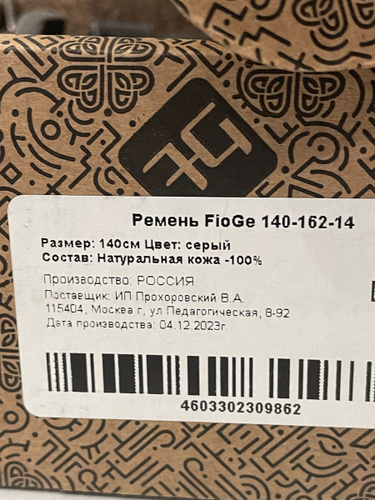 FG
Ремень FioGe 140-162-14
Размер: 140см Цвет: серый
Состав: Натуральная кожа -100%
Производство: РОССИЯ
Поставщик: ИП Прохоровский В.А.
115404, Москва г, ул Педагогическая, 8-92
Дата производства: 04.12.2023г.
4603302309862